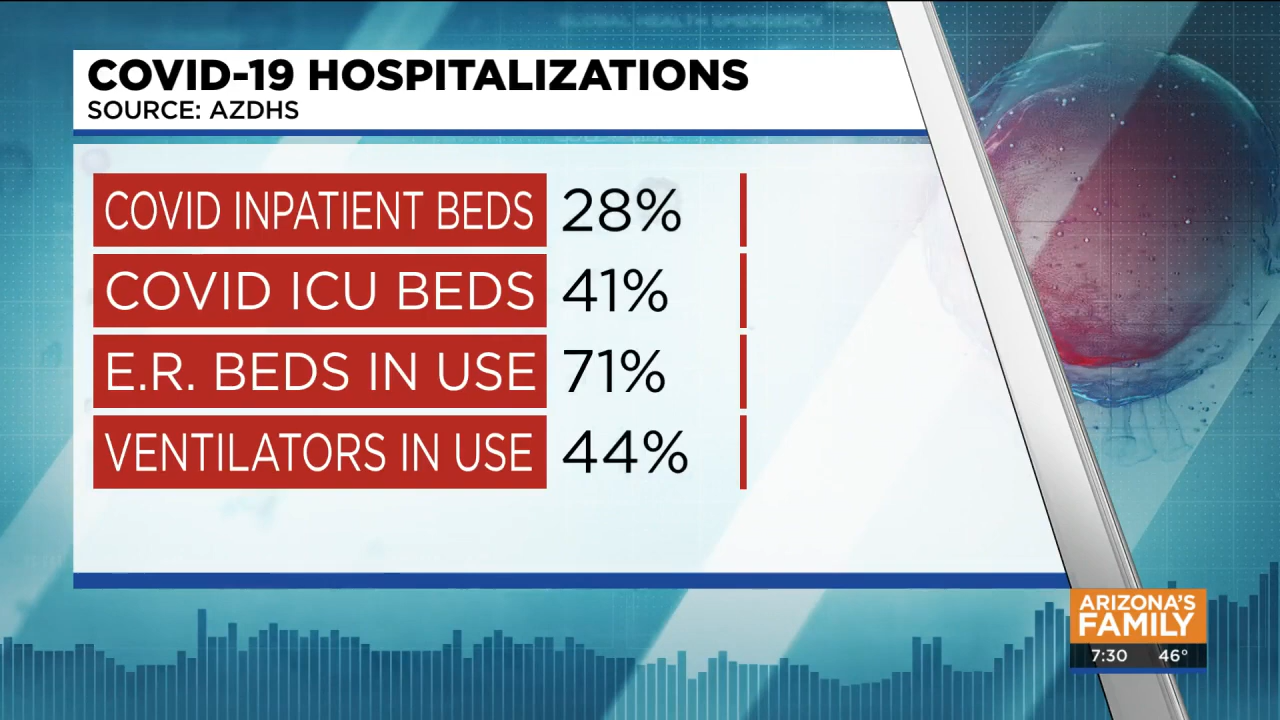 COVID-19 HOSPITALIZATIONS
SOURCE: AZDHS
COVID INPATIENT BEDS 28%
COVID ICU BEDS 41%
E.R. BEDS IN USE 71%
VENTILATORS IN USE 44%
ARIZONA'S
FAMILY
7:30 46°